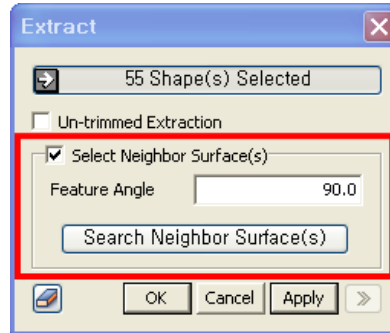 Extract
55 Shape(s) Selected
Un-trimmed Extraction
Select Neighbor Surface(s)
Feature Angle 90.0
Search Neighbor Surface(s)
OK Cancel Apply